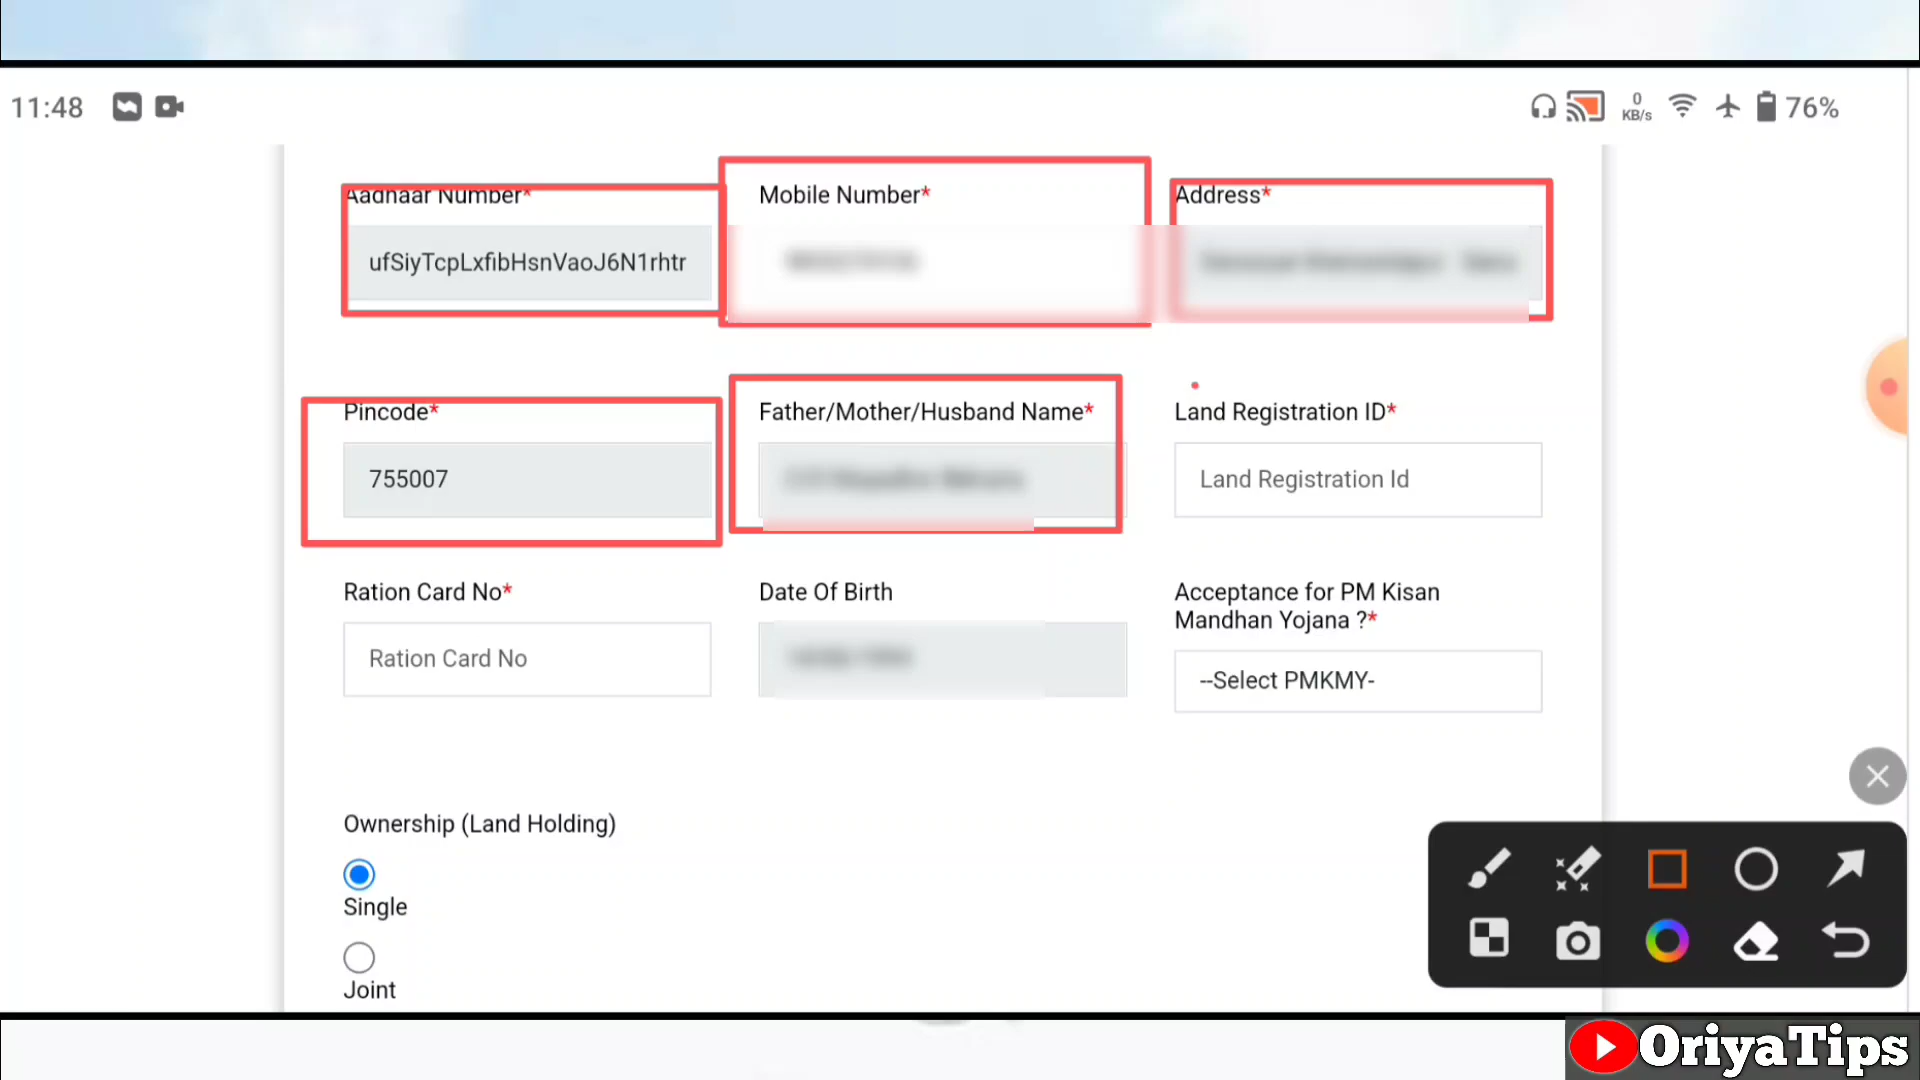 11:48
0 KB/s
76%
Aadhaar Number*
Mobile Number*
Address*
ufSiyTcpLxfibHsnVaoJ6N1rhtr
Pincode*
Father/Mother/Husband Name*
Land Registration ID*
755007
Land Registration Id
Ration Card No*
Date Of Birth
Acceptance for PM Kisan
Mandhan Yojana ?*
Ration Card No
--Select PMKMY-
Ownership (Land Holding)
Single
Joint
OriyaTips